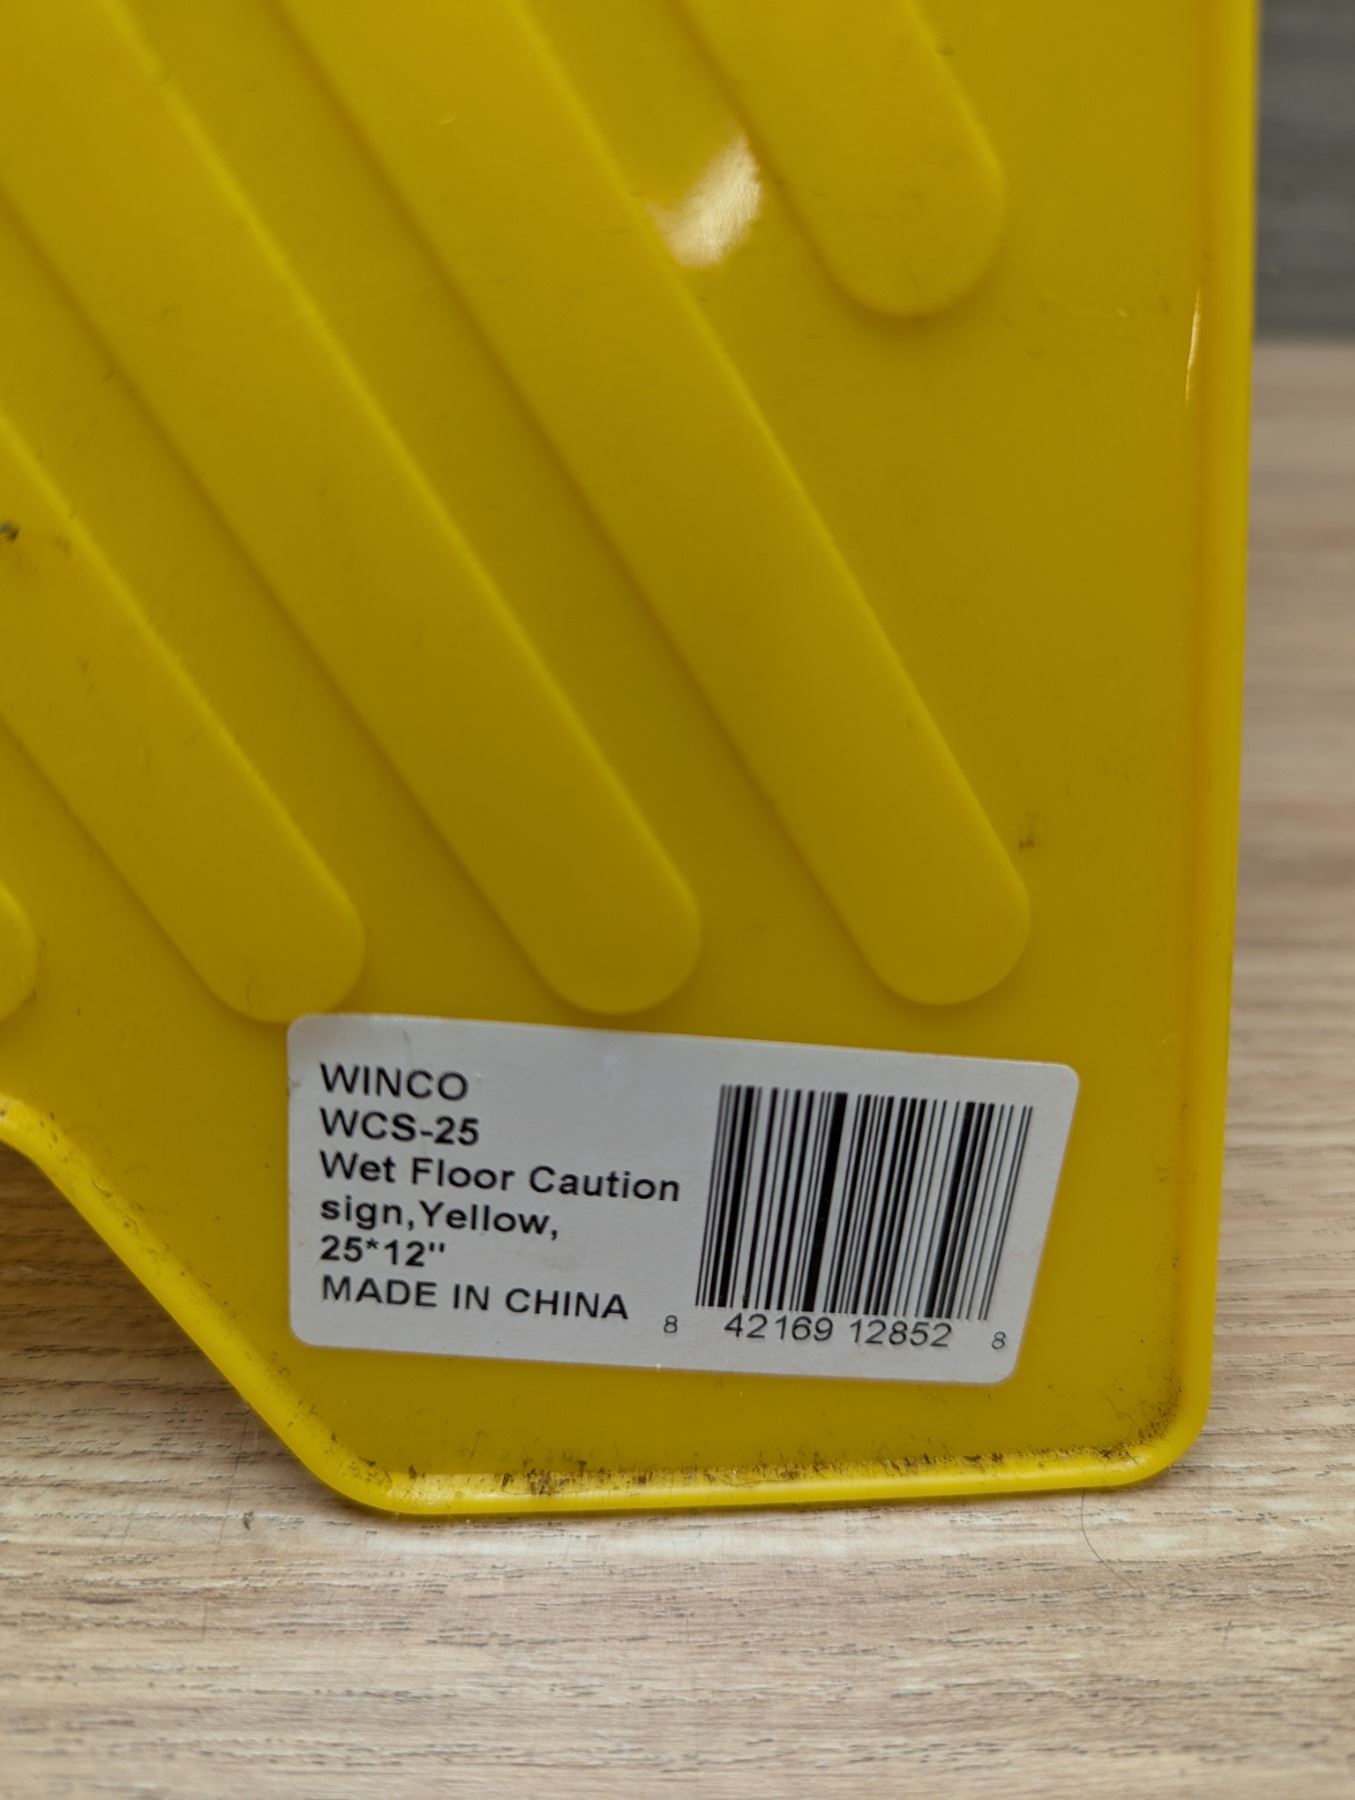 WINCO
WCS-25
Wet Floor Caution
sign,Yellow,
25*12"
MADE IN CHINA
8 42169 12852 8